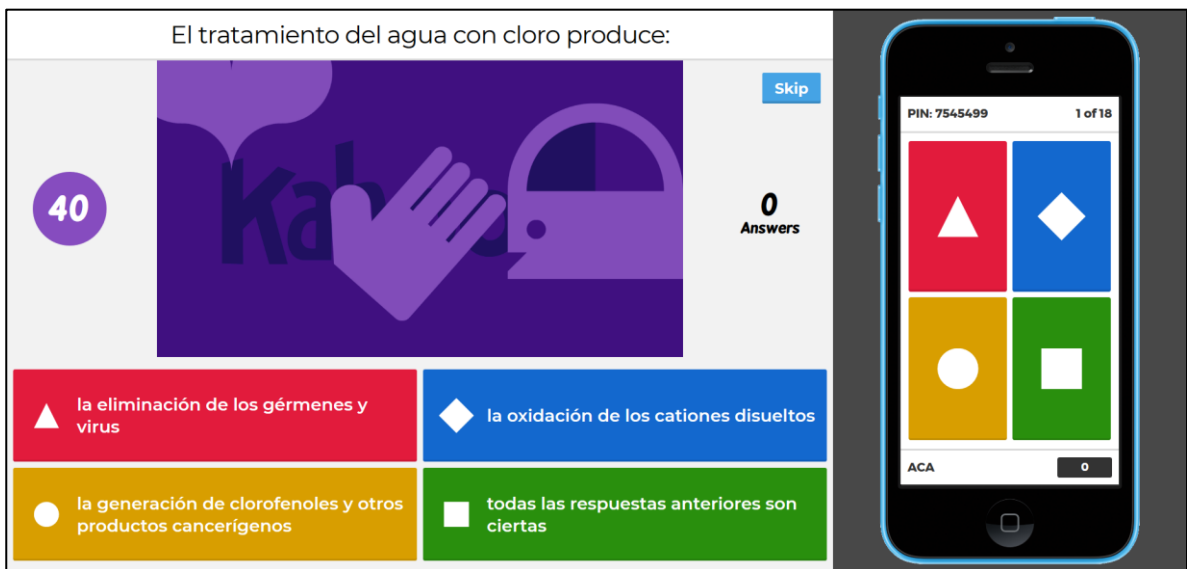 El tratamiento del agua con cloro produce:
Skip
40
0
Answers
la eliminación de los gérmenes y
virus
la oxidación de los cationes disueltos
la generación de clorofenoles y otros
productos cancerígenos
todas las respuestas anteriores son
ciertas
PIN: 7545499
1 of 18
ACA
0